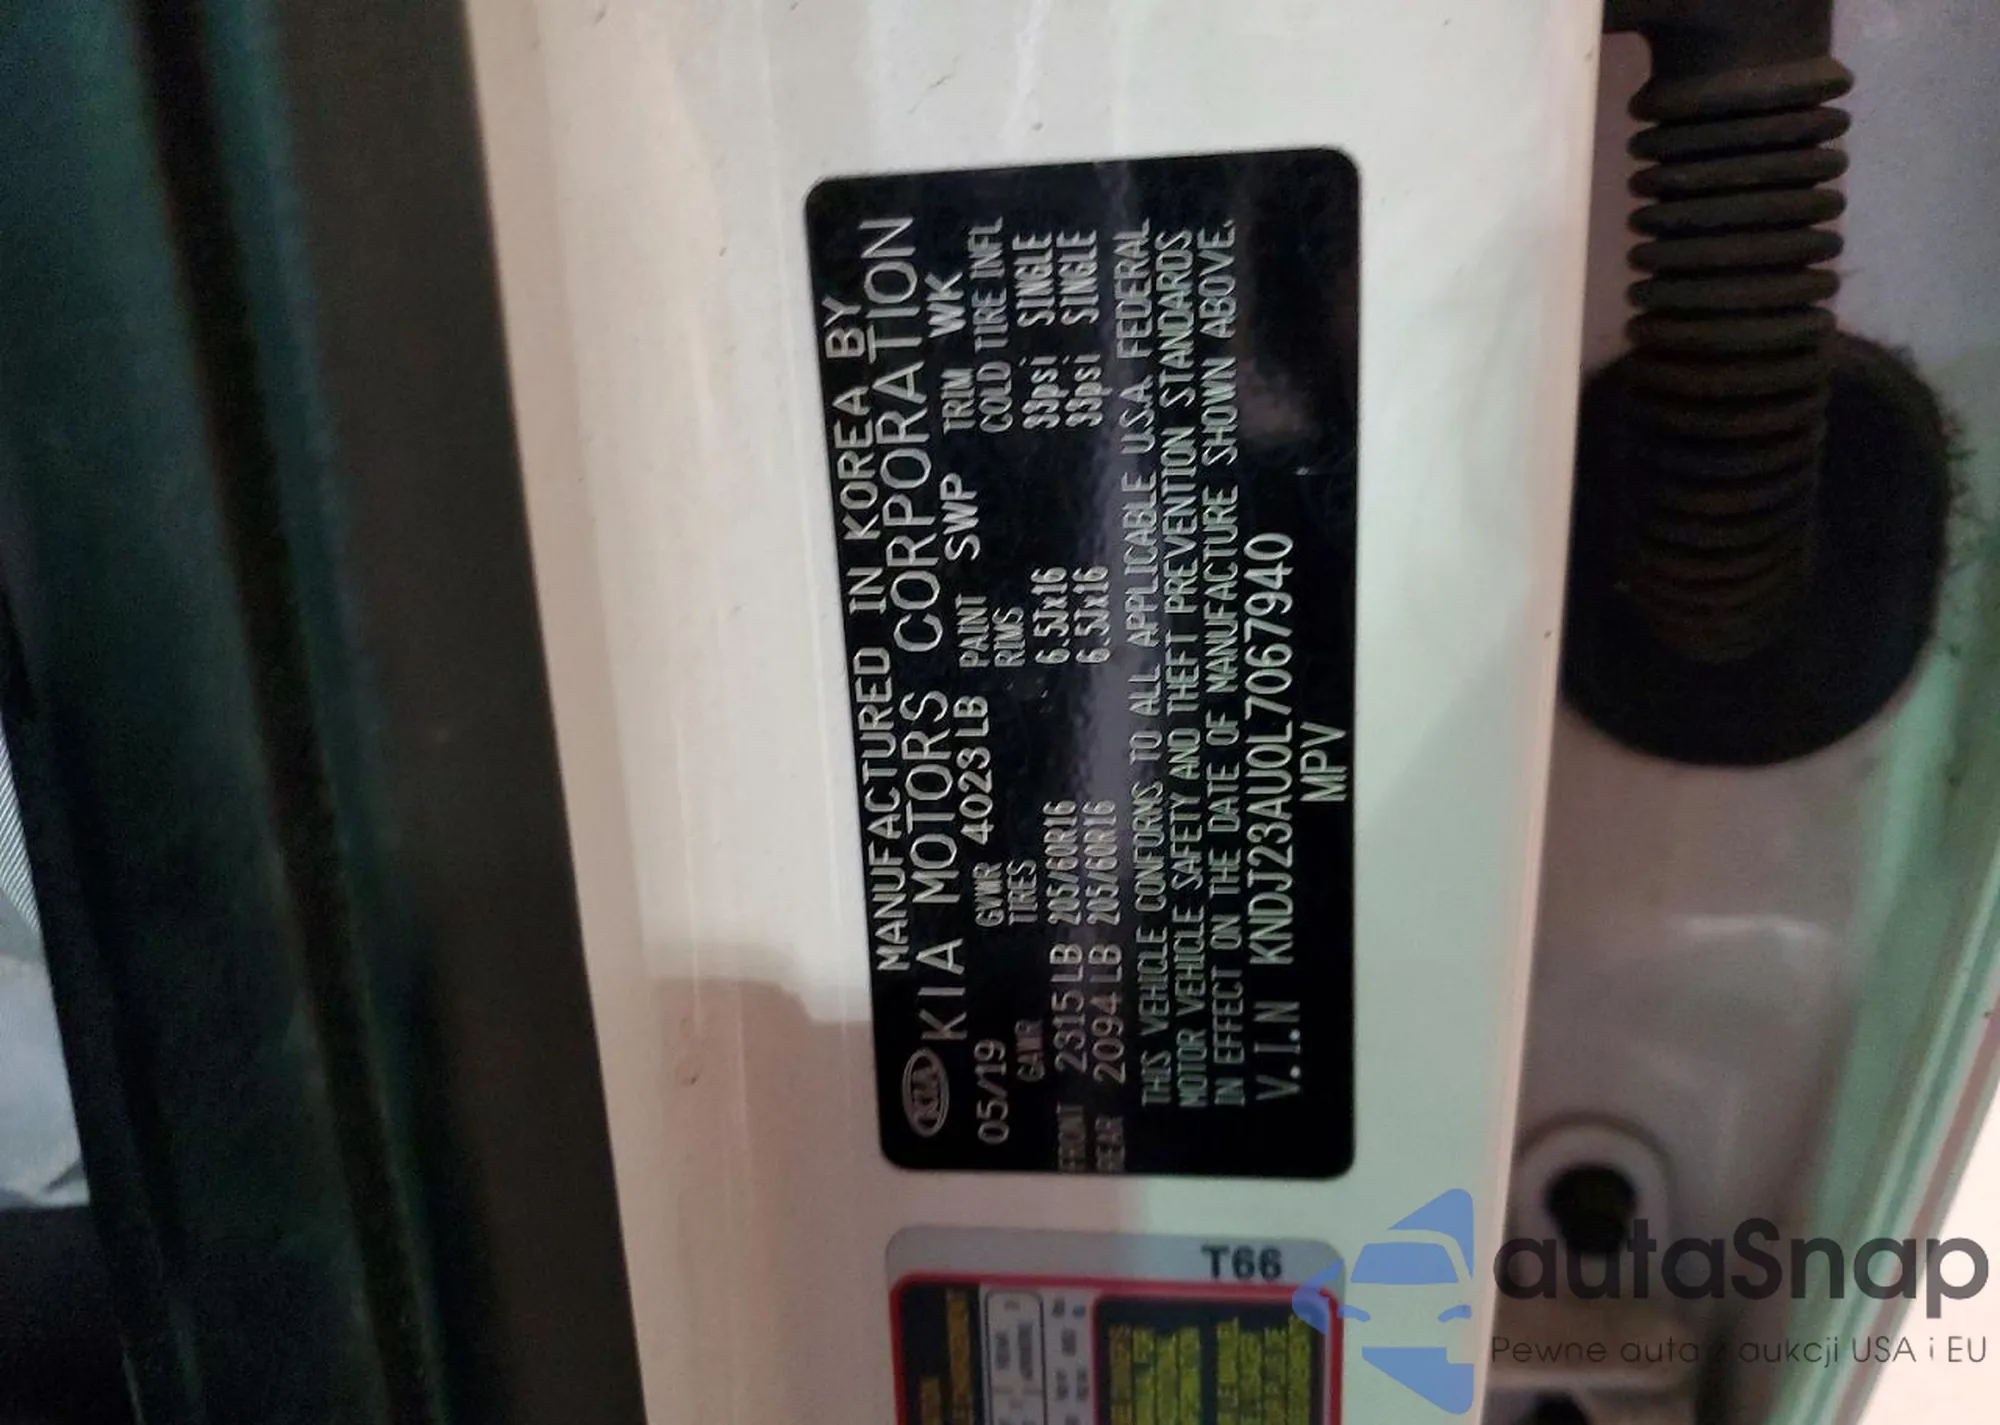 MANUFACTURED IN KOREA BY
KIA KIA MOTORS CORPORATION
05/19 GVWR 4023LB PAINT SWP TRIM WK
GAWR TIRES RIMS COLD TIRE INFL
FRONT 2315LB 205/60R16 6.5Jx16 33psi SINGLE
REAR 2094LB 205/60R16 6.5Jx16 33psi SINGLE
THIS VEHICLE CONFORMS TO ALL APPLICABLE U.S.A. FEDERAL
MOTOR VEHICLE SAFETY AND THEFT PREVENTION STANDARDS
IN EFFECT ON THE DATE OF MANUFACTURE SHOWN ABOVE.
V.I.N KNDJ23AU0L7067940
MPV
T66
autaSnap
Pewne auta z aukcji USA i EU